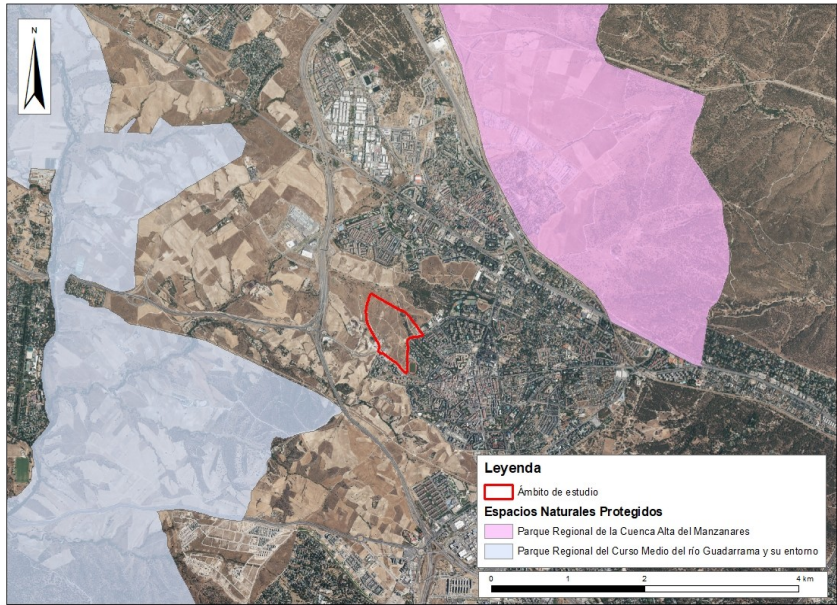 N
Leyenda
Ámbito de estudio
Espacios Naturales Protegidos
Parque Regional de la Cuenca Alta del Manzanares
Parque Regional del Curso Medio del río Guadarrama y su entorno
0 1 2 4 km